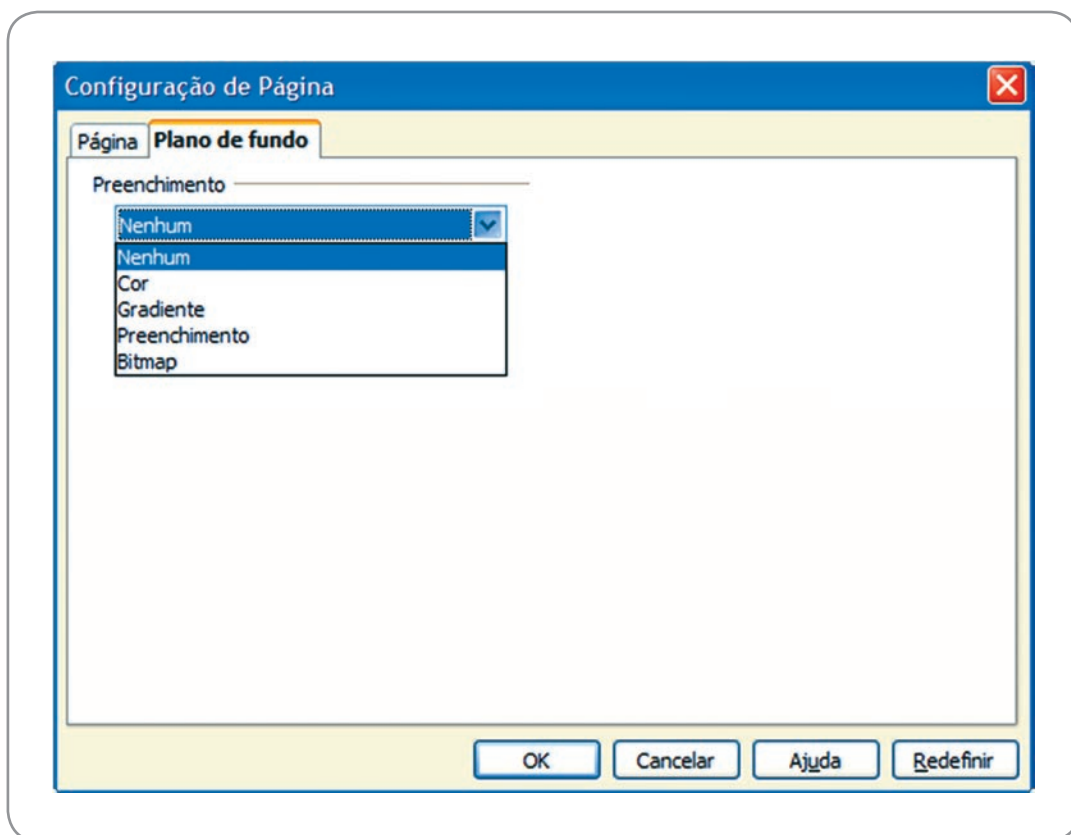 Configuração de Página
Página Plano de fundo
Preenchimento
Nenhum
Nenhum
Cor
Gradiente
Preenchimento
Bitmap
OK Cancelar Ajuda Redefinir